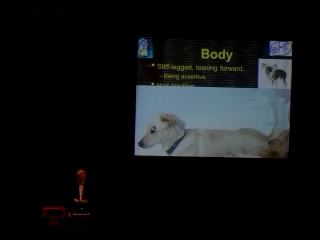 Body
• Stiff-legged, leaning forward.
– Being assertive.